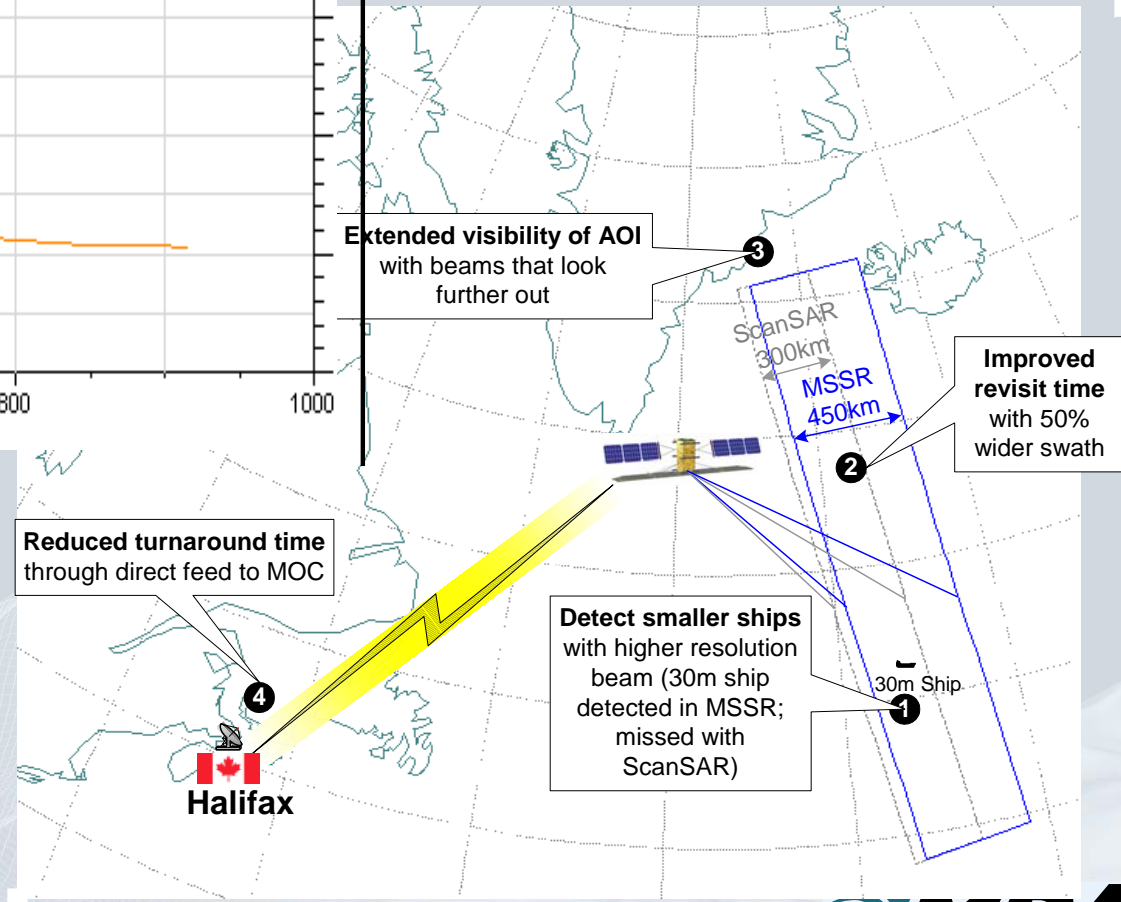 800
1000
Extended visibility of AOI
with beams that look
further out
3
ScanSAR
300km
MSSR
450km
Improved
revisit time
with 50%
wider swath
2
Reduced turnaround time
through direct feed to MOC
4
Detect smaller ships
with higher resolution
beam (30m ship
detected in MSSR;
missed with
ScanSAR)
30m Ship
1
Halifax